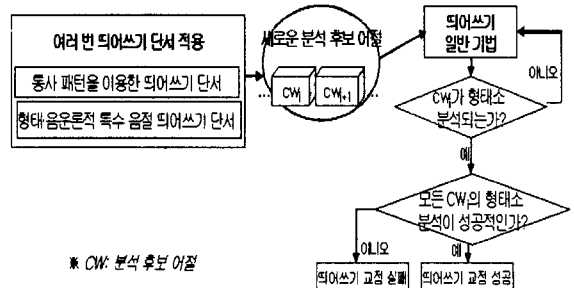 여러 번 띄어쓰기 단서 적용
통사 패턴을 이용한 띄어쓰기 단서
형태·음운론적 특수 음절 띄어쓰기 단서
새로운 분석 후보 어절
... CWj CWj+1 ...
띄어쓰기
일반 기법
아니오
CWj가 형태소
분석되는가?
예
모든 CWj의 형태소
분석이 성공적인가?
아니오
예
띄어쓰기 교정 실패
띄어쓰기 교정 성공
※ CW: 분석 후보 어절